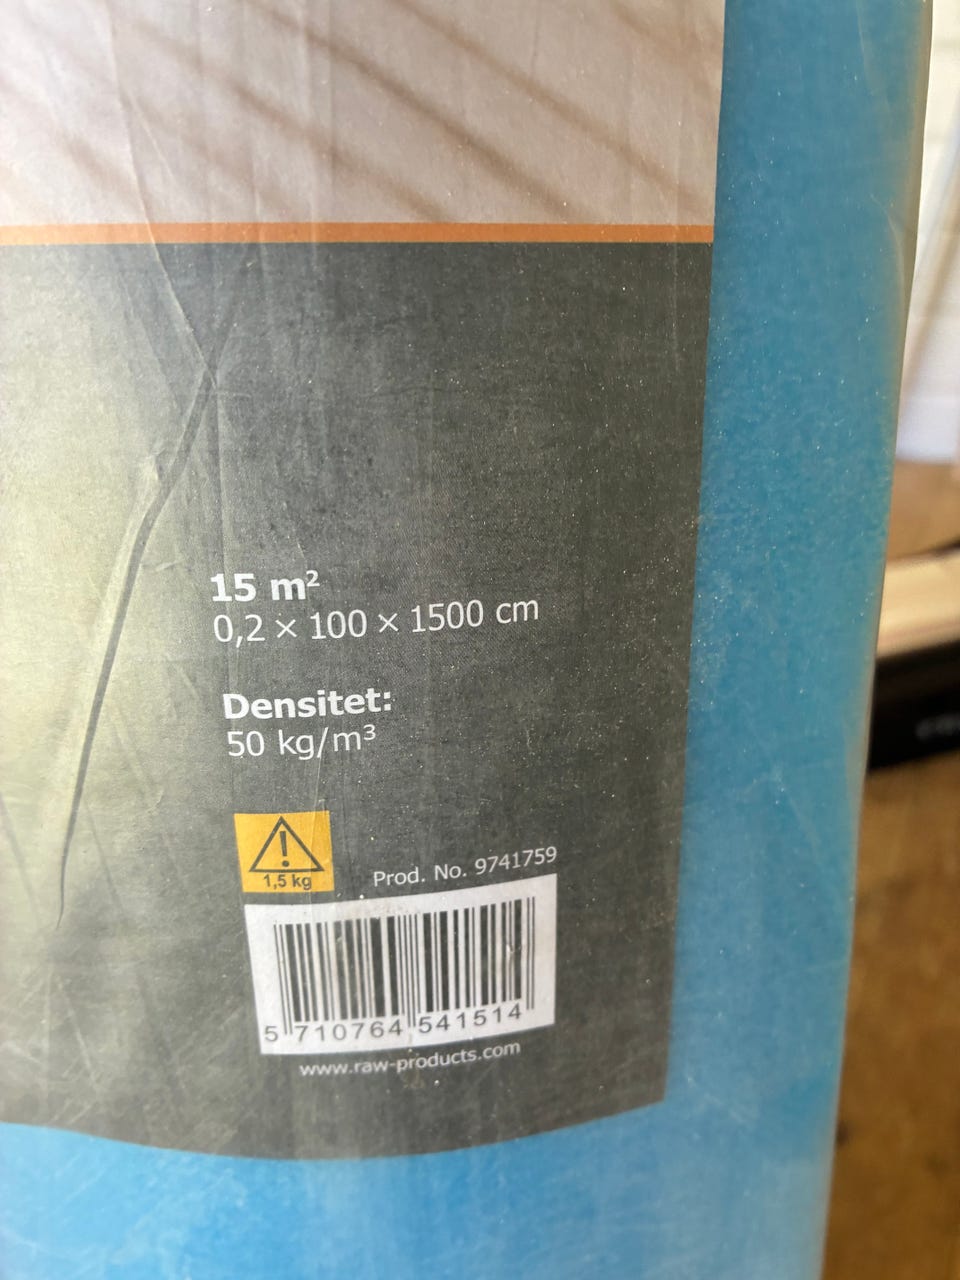 15 m²
0,2 × 100 × 1500 cm
Densitet:
50 kg/m³
1,5 kg
Prod. No. 9741759
5 710764 541514
www.raw-products.com